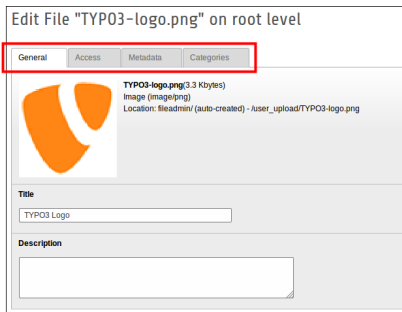 Edit File "TYPO3-logo.png" on root level
General Access Metadata Categories
TYPO3-logo.png(3.3 Kbytes)
Image (image/png)
Location: fileadmin/ (auto-created) - /user_upload/TYPO3-logo.png
Title
TYPO3 Logo
Description